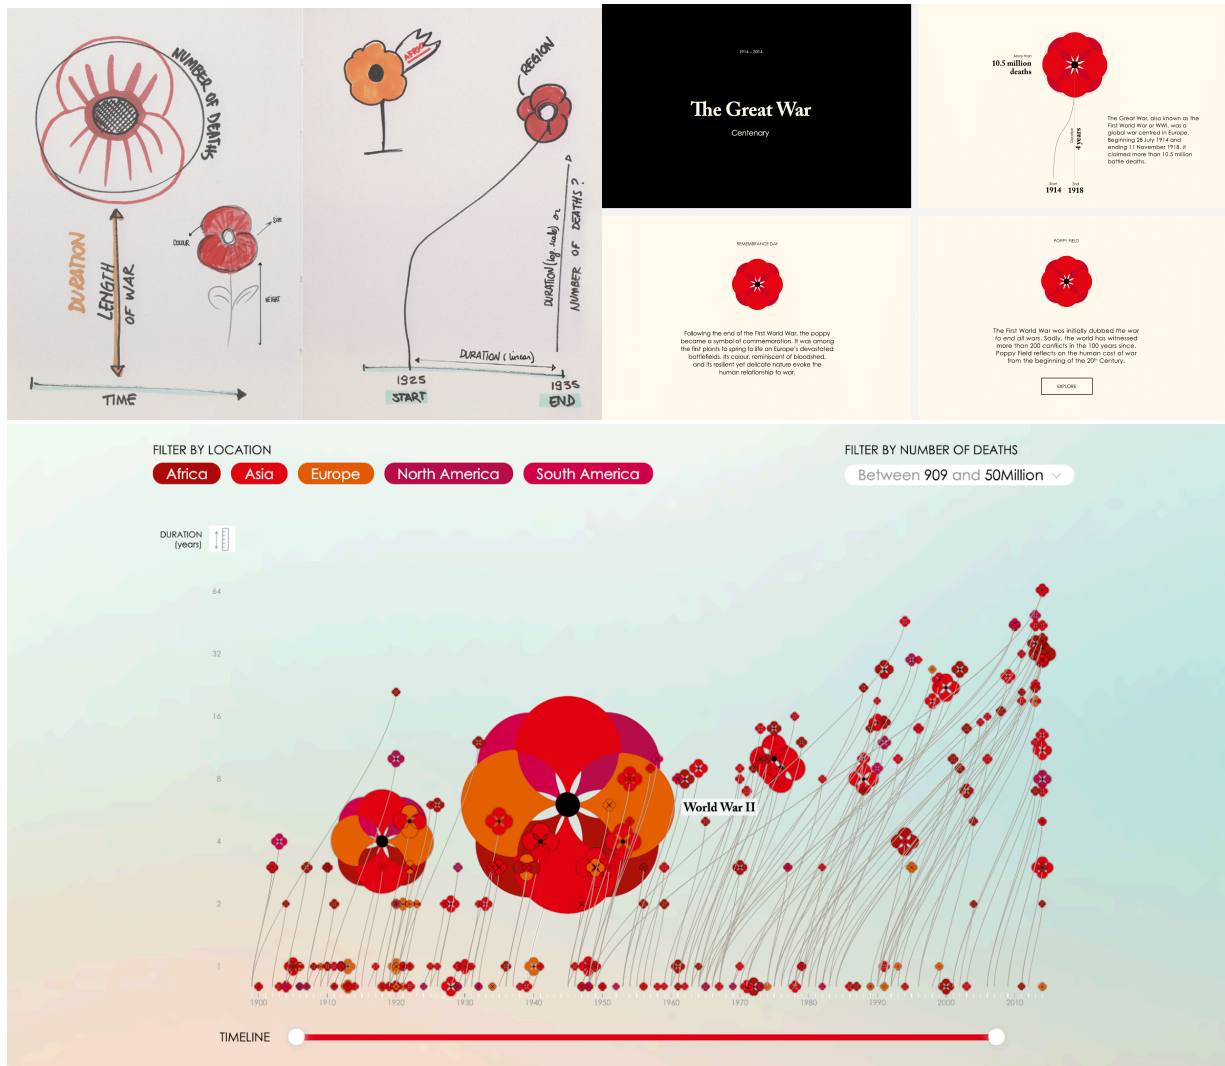 NUMBER OF DEATHS
DURATION
LENGTH
OF WAR
TIME
COLOUR
SIZE
HEIGHT
AFRICA
REGION
DURATION (log. scale) or
NUMBER OF DEATHS?
DURATION (linear)
1925
START
1935
END
1914 – 2014
The Great War
Centenary
More than
10.5 million
deaths
The Great War, also known as the
First World War or WWI, was a
global war centred in Europe.
Beginning 28 July 1914 and
ending 11 November 1918, it
claimed more than 10.5 million
battle deaths.
Duration
4 years
Start
1914
End
1918
REMEMBRANCE DAY
Following the end of the First World War, the poppy
became a symbol of commemoration. It was among
the first plants to spring to life on Europe's devastated
battlefields. Its colour, reminiscent of bloodshed,
and its resilient yet delicate nature evoke the
human relationship to war.
POPPY FIELD
The First World War was initially dubbed the war
to end all wars. Sadly, the world has witnessed
more than 200 conflicts in the 100 years since.
Poppy Field reflects on the human cost of war
from the beginning of the 20th Century.
EXPLORE
FILTER BY LOCATION
Africa
Asia
Europe
North America
South America
FILTER BY NUMBER OF DEATHS
Between 909 and 50Million
DURATION
(years)
64
32
16
8
4
2
1
World War II
1900 1910 1920 1930 1940 1950 1960 1970 1980 1990 2000 2010
TIMELINE